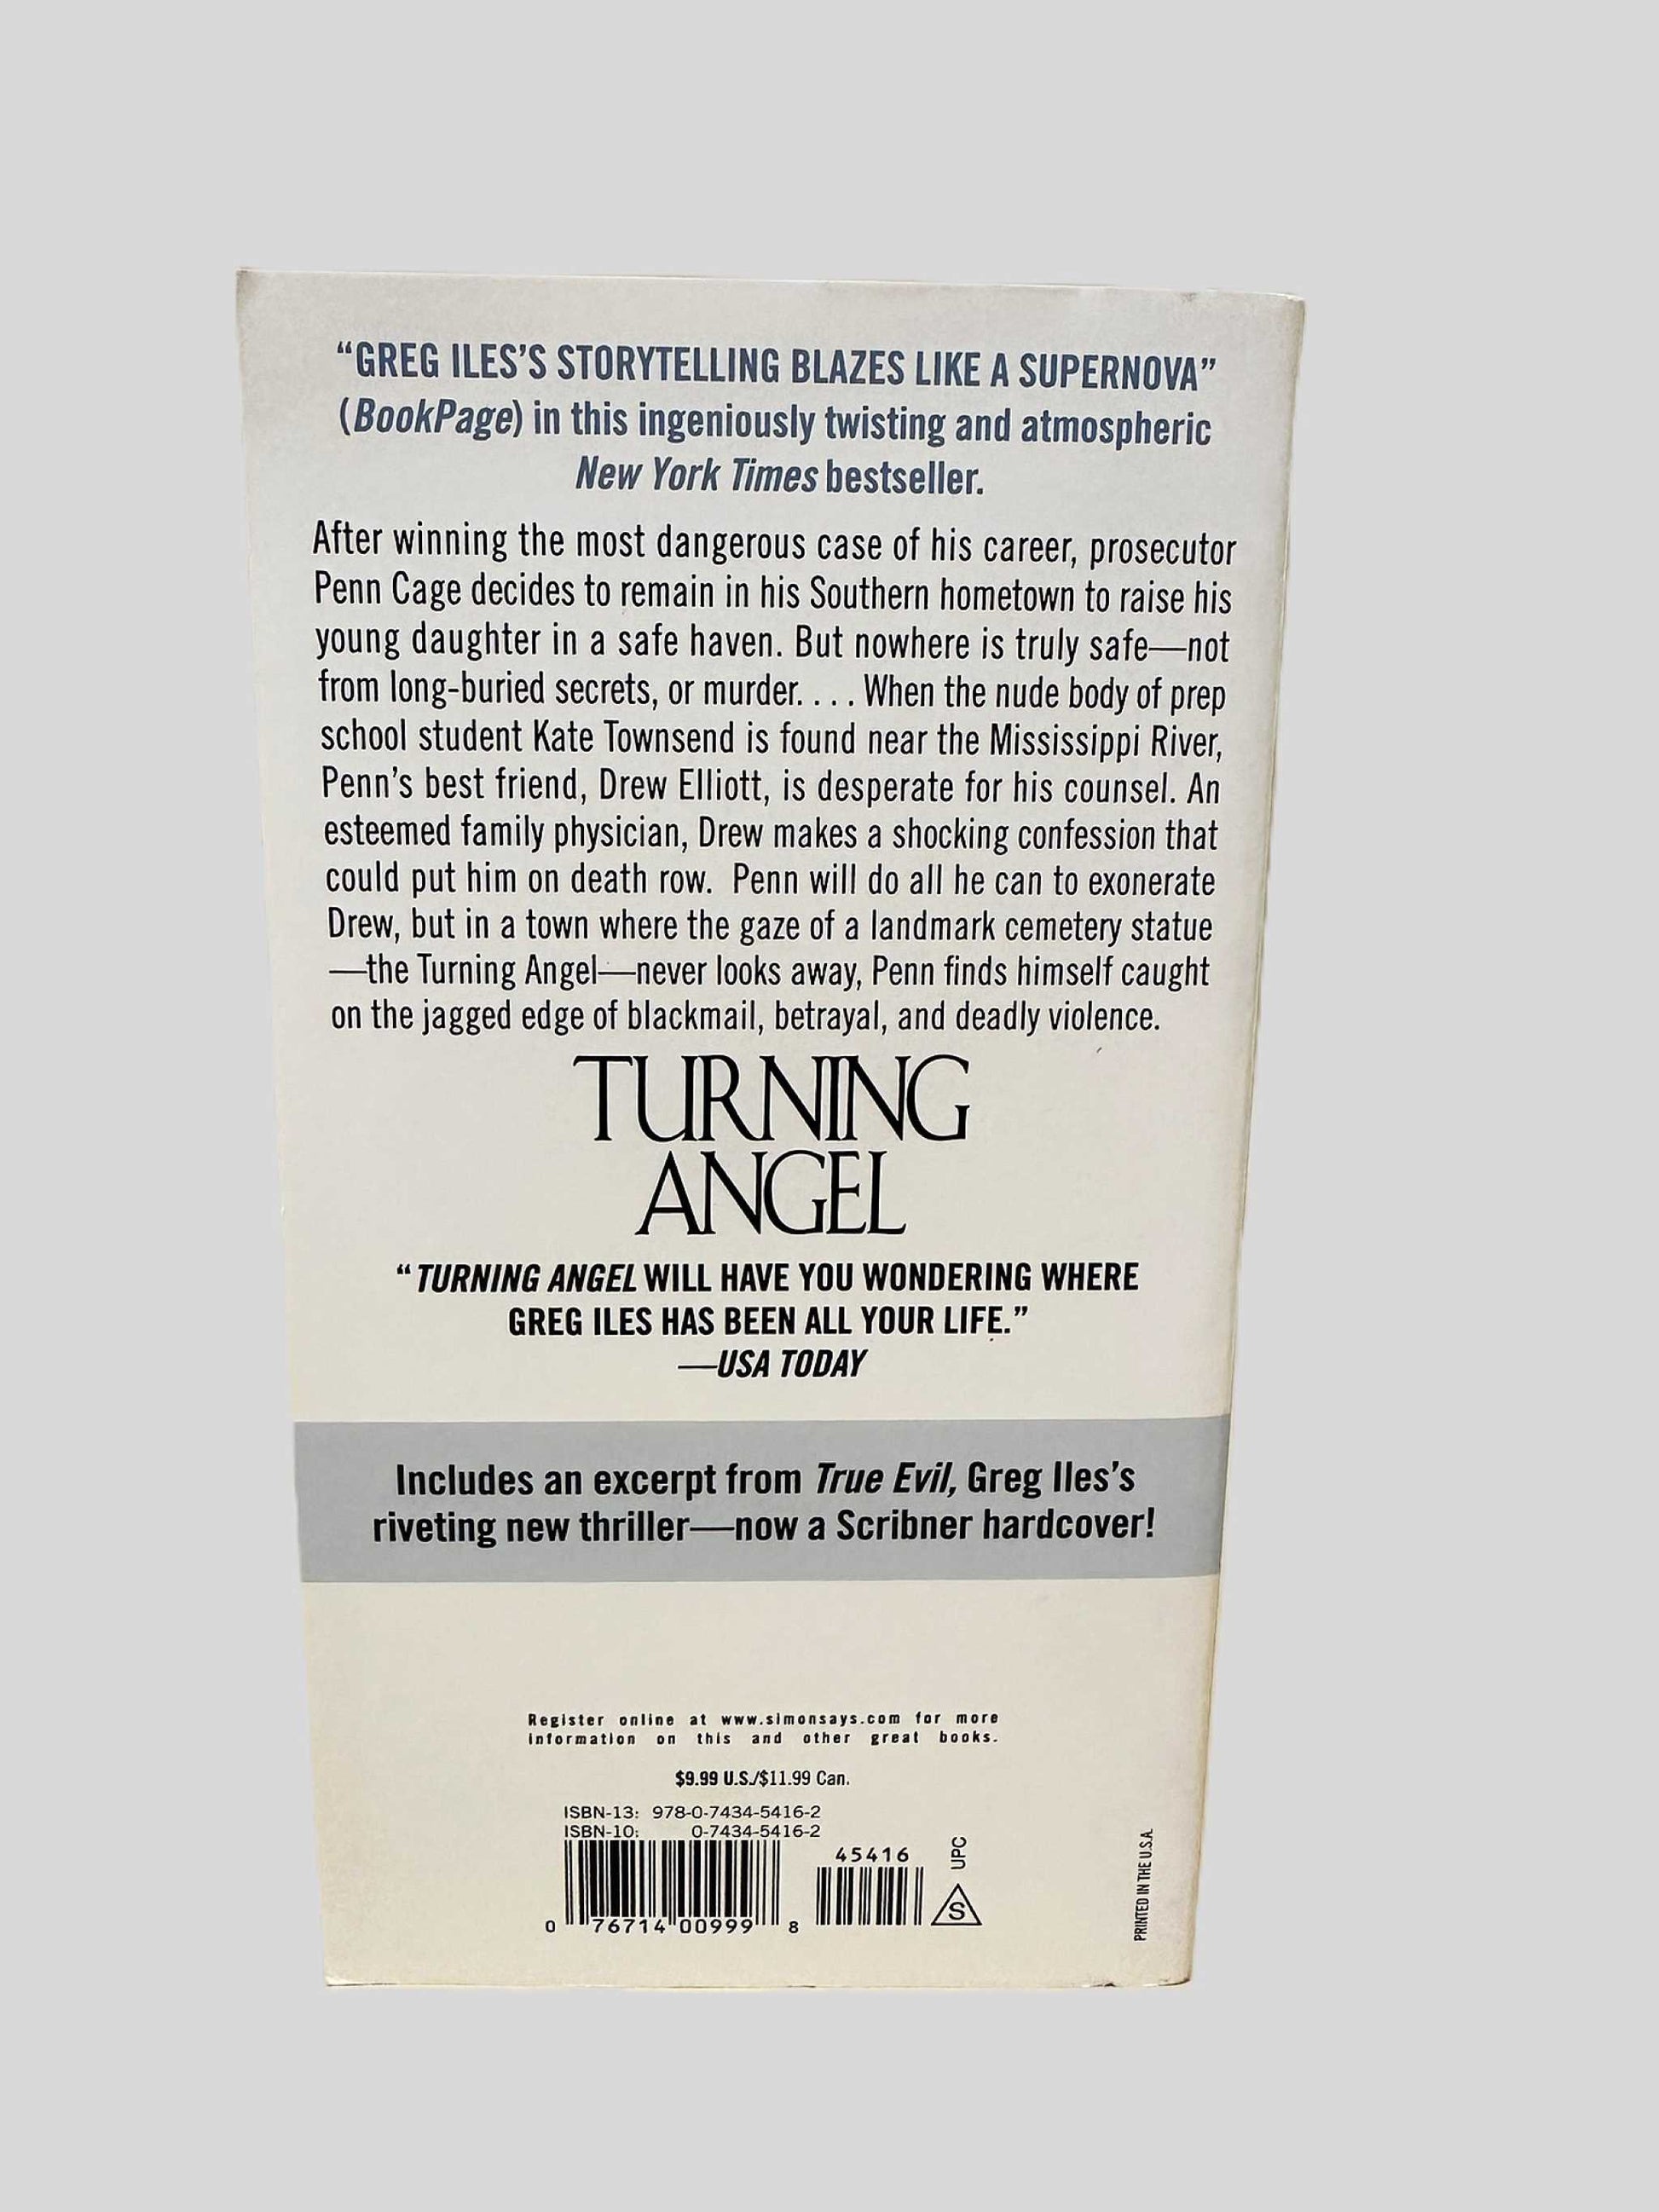 “GREG ILES’S STORYTELLING BLAZES LIKE A SUPERNOVA”
(BookPage) in this ingeniously twisting and atmospheric
New York Times bestseller.
After winning the most dangerous case of his career, prosecutor
Penn Cage decides to remain in his Southern hometown to raise his
young daughter in a safe haven. But nowhere is truly safe—not
from long-buried secrets, or murder. . . . When the nude body of prep
school student Kate Townsend is found near the Mississippi River,
Penn’s best friend, Drew Elliott, is desperate for his counsel. An
esteemed family physician, Drew makes a shocking confession that
could put him on death row. Penn will do all he can to exonerate
Drew, but in a town where the gaze of a landmark cemetery statue
—the Turning Angel—never looks away, Penn finds himself caught
on the jagged edge of blackmail, betrayal, and deadly violence.
TURNING
ANGEL
“TURNING ANGEL WILL HAVE YOU WONDERING WHERE
GREG ILES HAS BEEN ALL YOUR LIFE.”
—USA TODAY
Includes an excerpt from True Evil, Greg Iles’s
riveting new thriller—now a Scribner hardcover!
Register online at www.simonsays.com for more
information on this and other great books.
$9.99 U.S./$11.99 Can.
ISBN-13: 978-0-7434-5416-2
ISBN-10: 0-7434-5416-2
45416
UPC
S
0 76714 00999 8
PRINTED IN THE U.S.A.